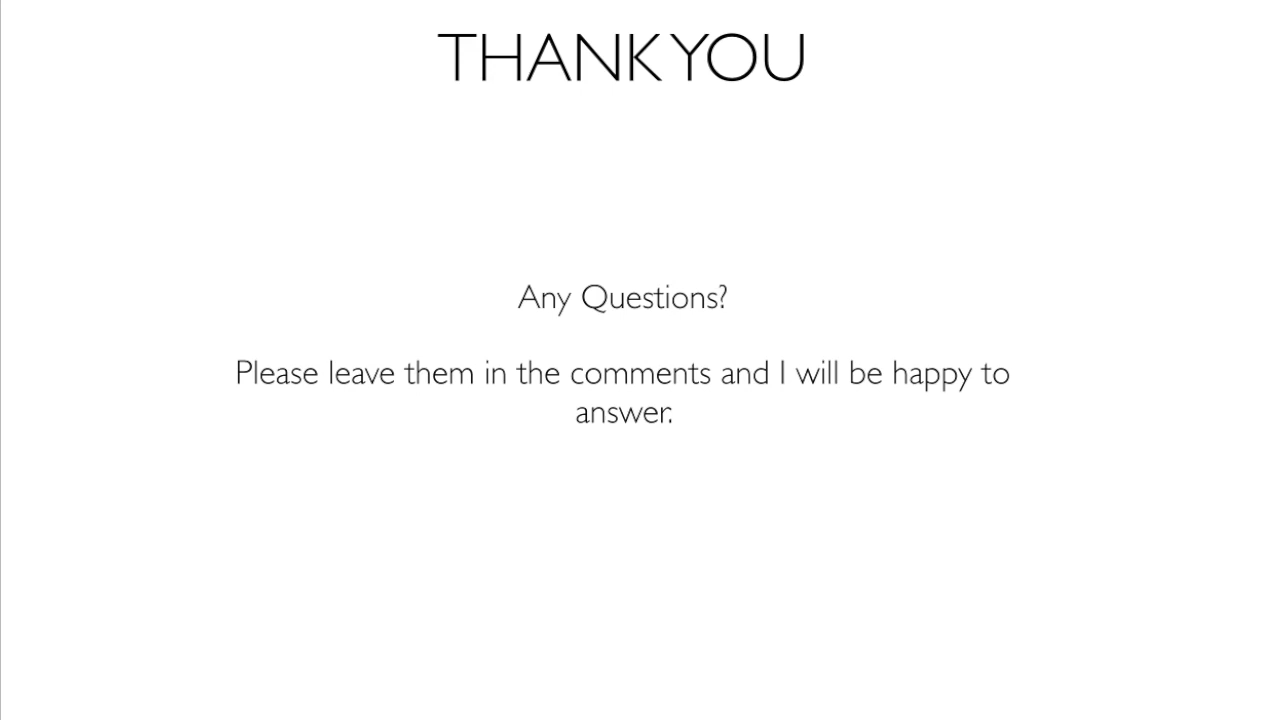 THANK YOU
Any Questions?
Please leave them in the comments and I will be happy to
answer.